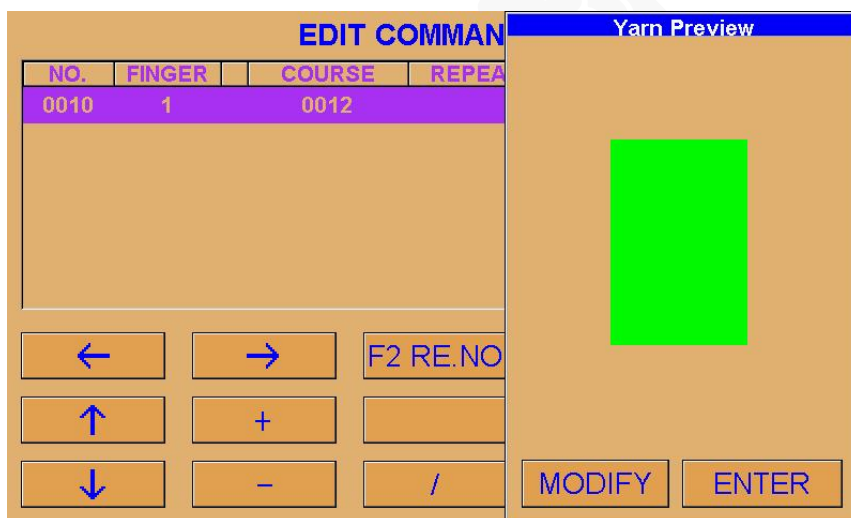 EDIT COMMAN
Yarn Preview
NO. FINGER COURSE REPEA
0010 1 0012
← → F2 RE.NO
↑ +
↓ − /
MODIFY ENTER